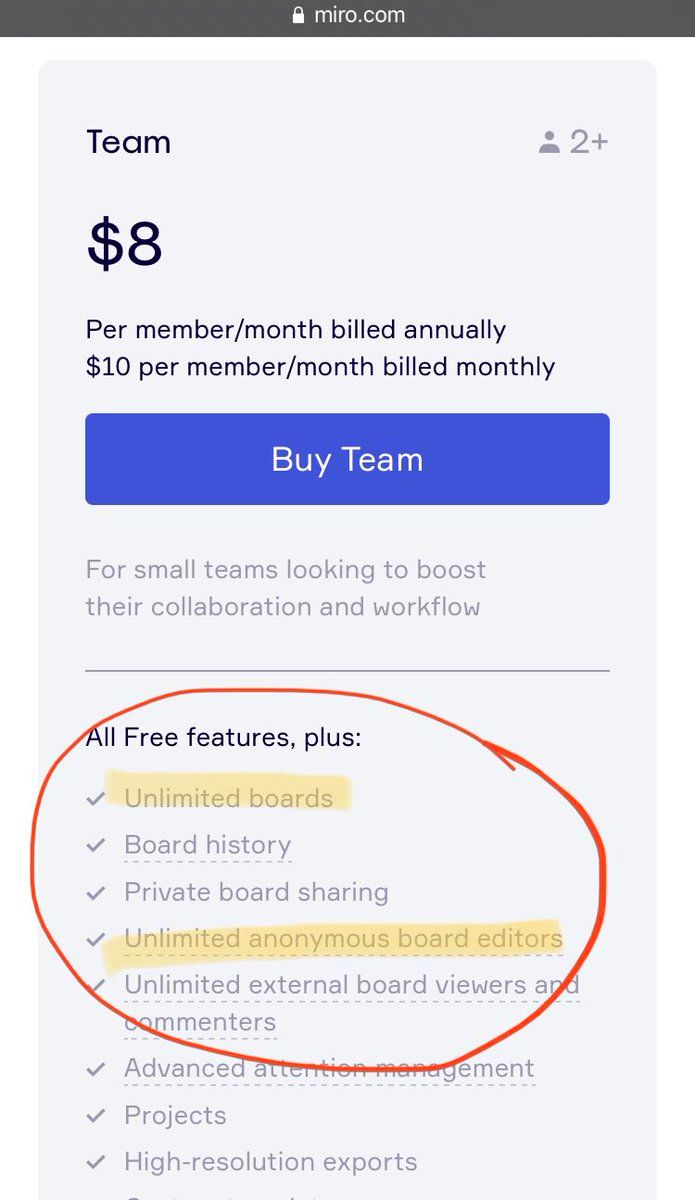 miro.com
Team
2+
$8
Per member/month billed annually
$10 per member/month billed monthly
Buy Team
For small teams looking to boost
their collaboration and workflow
All Free features, plus:
Unlimited boards
Board history
Private board sharing
Unlimited anonymous board editors
Unlimited external board viewers and
commenters
Advanced attention management
Projects
High-resolution exports